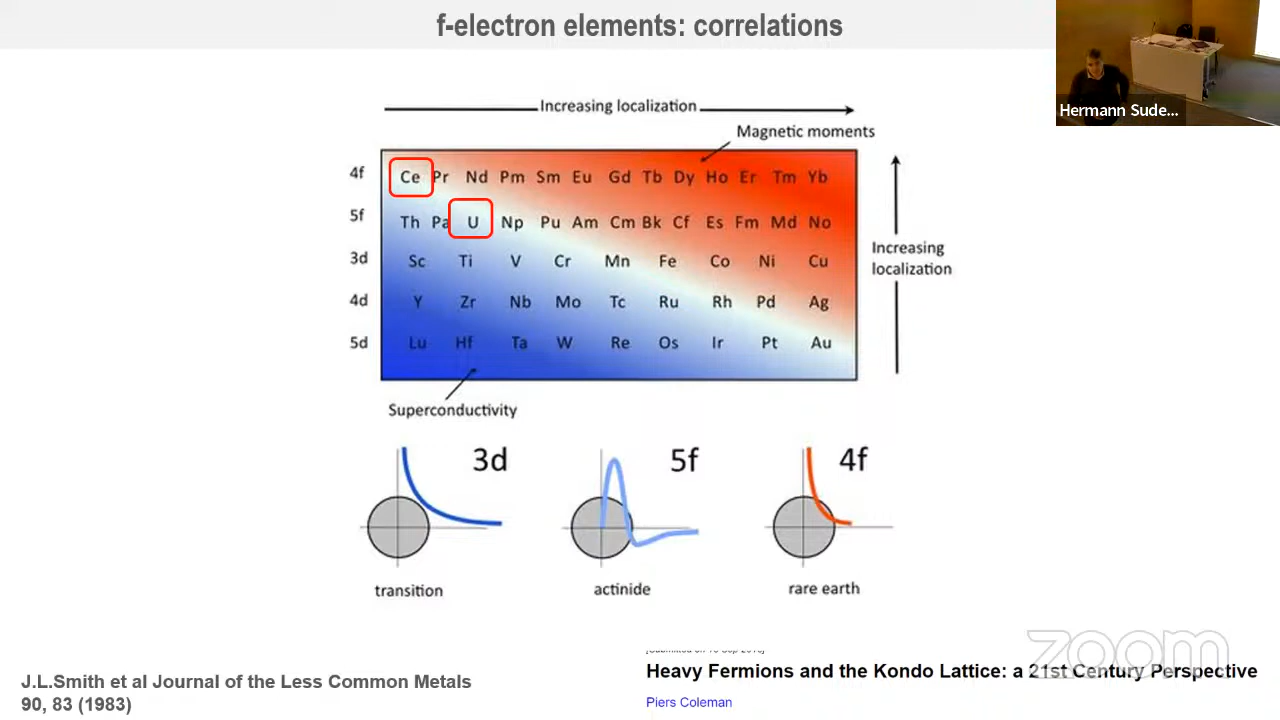 f-electron elements: correlations
Hermann Sude...
Increasing localization
Magnetic moments
4f Ce Pr Nd Pm Sm Eu Gd Tb Dy Ho Er Tm Yb
5f Th Pa U Np Pu Am Cm Bk Cf Es Fm Md No
3d Sc Ti V Cr Mn Fe Co Ni Cu
4d Y Zr Nb Mo Tc Ru Rh Pd Ag
5d Lu Hf Ta W Re Os Ir Pt Au
Increasing
localization
Superconductivity
3d 5f 4f
transition actinide rare earth
zoom
J.L.Smith et al Journal of the Less Common Metals
90, 83 (1983)
Heavy Fermions and the Kondo Lattice: a 21st Century Perspective
Piers Coleman